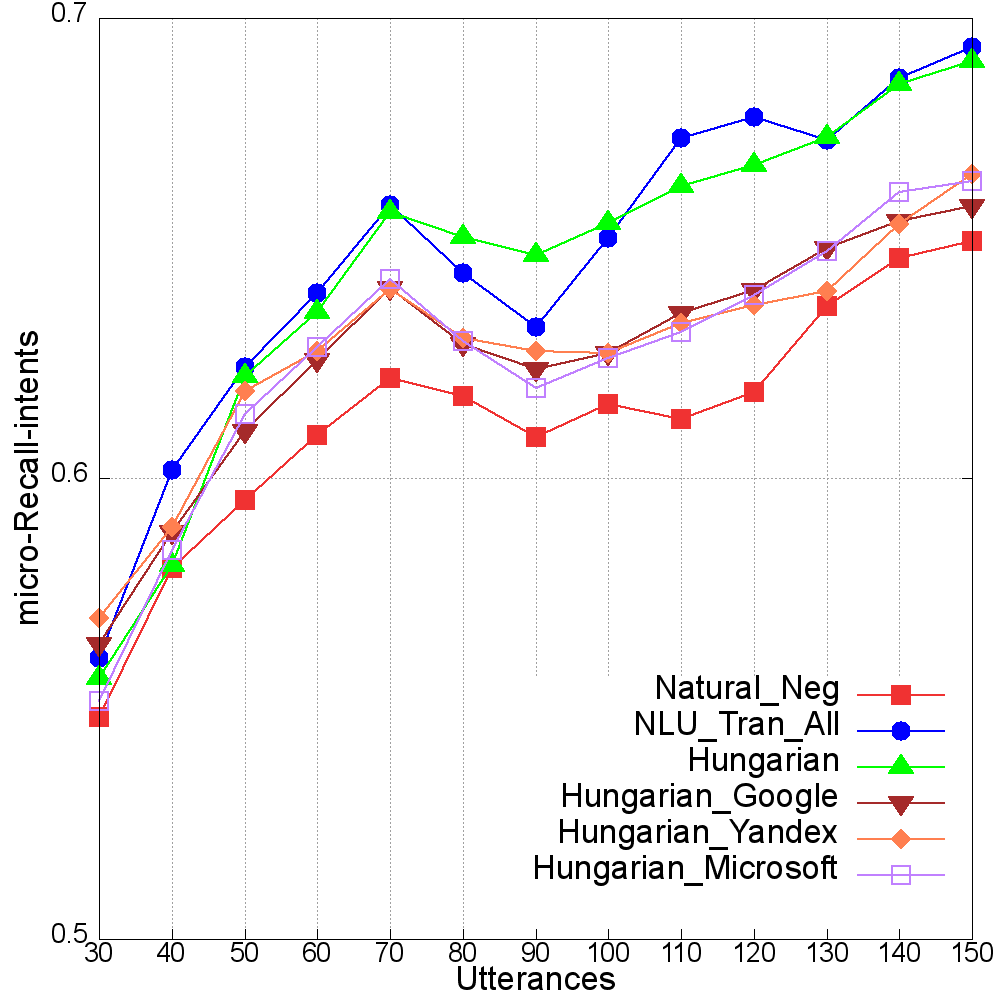 0.7
0.6
0.5
micro-Recall-intents
Natural_Neg
NLU_Tran_All
Hungarian
Hungarian_Google
Hungarian_Yandex
Hungarian_Microsoft
30 40 50 60 70 80 90 100 110 120 130 140 150
Utterances